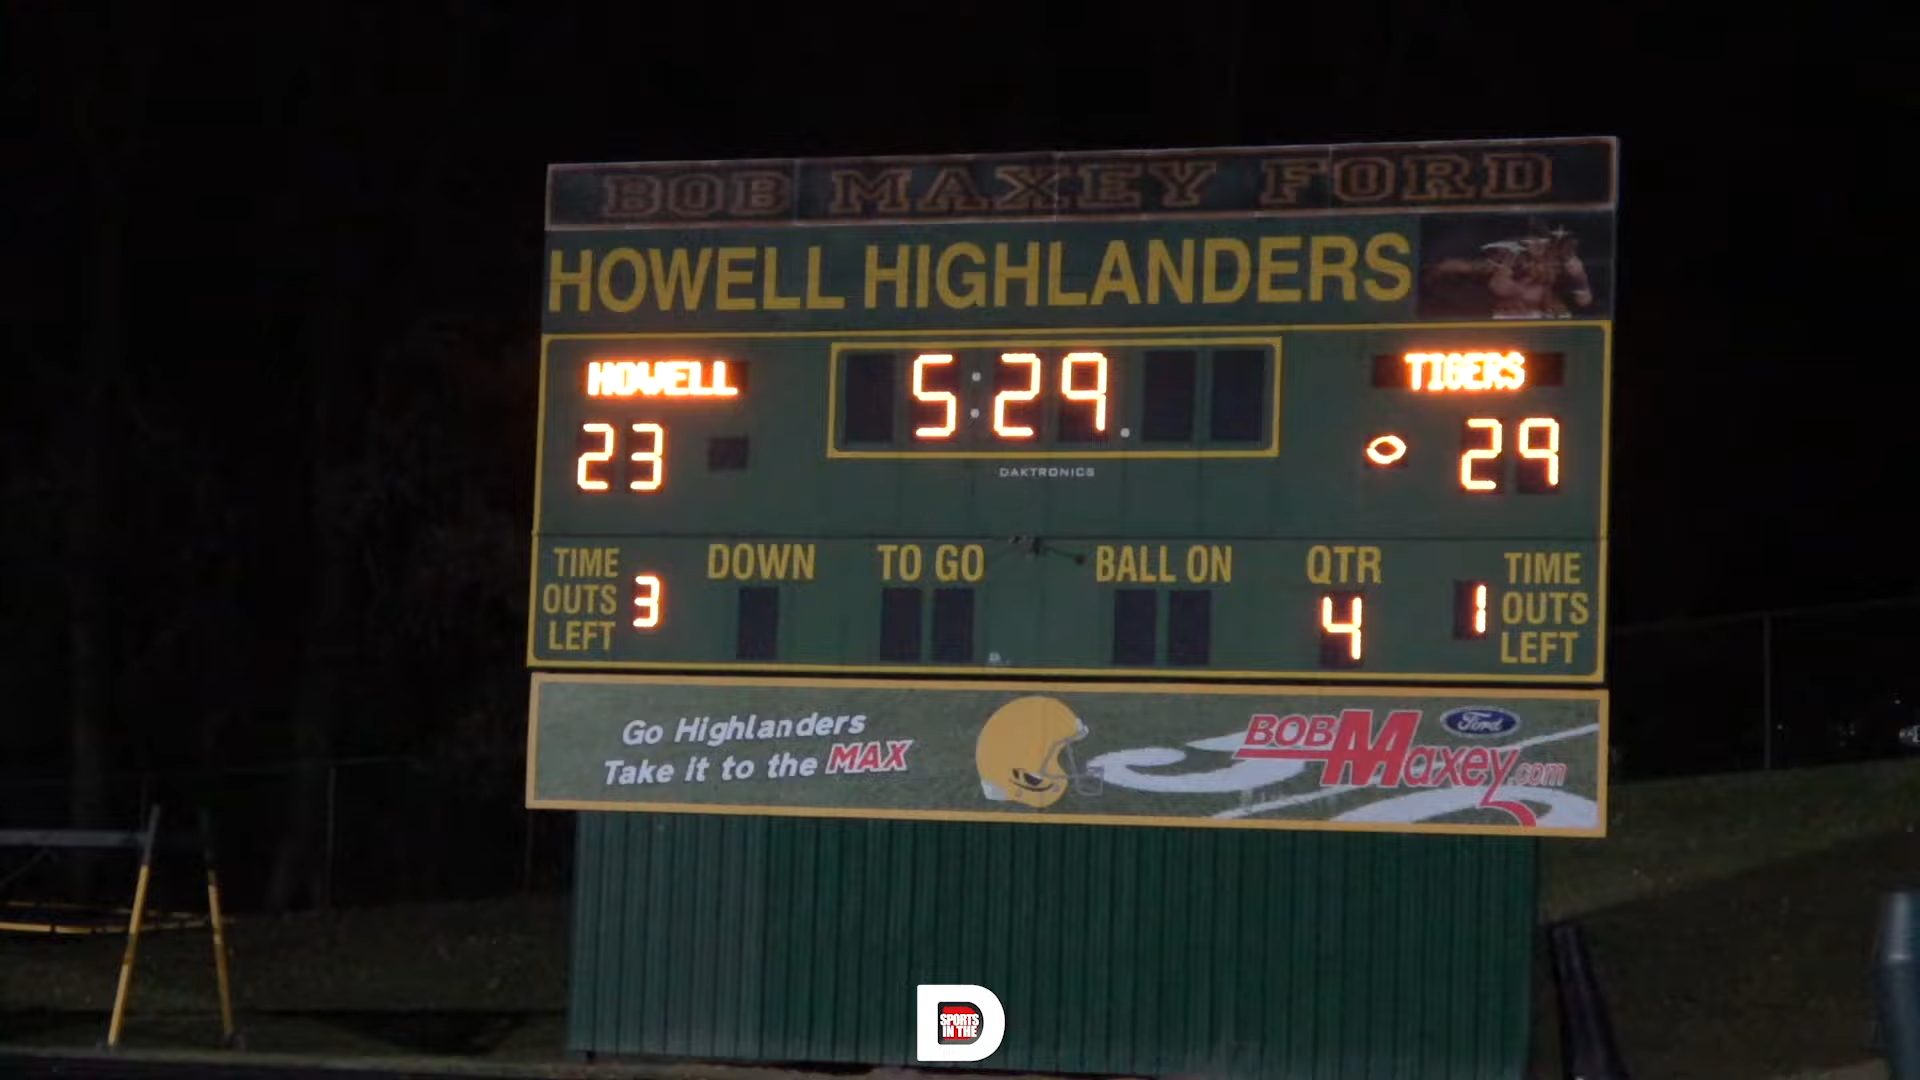 BOB MAXEY FORD
HOWELL HIGHLANDERS
HOWELL
5:29
TIGERS
23
29
DAKTRONICS
TIME OUTS LEFT
3
DOWN
TO GO
BALL ON
QTR
4
1
TIME OUTS LEFT
Go Highlanders
Take it to the MAX
BOB Maxey.com
Ford
D
SPORTS
IN THE